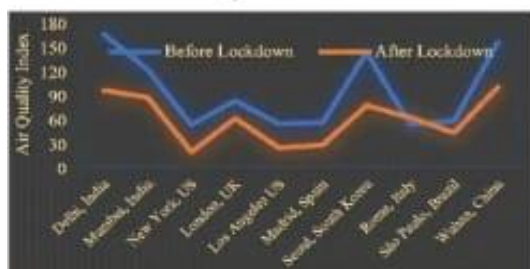 Air Quality Index
180
150
120
90
60
30
0
Before Lockdown
After Lockdown
Delhi, India
Mumbai, India
New York, US
London, UK
Los Angeles US
Madrid, Spain
Seoul, South Korea
Rome, Italy
São Paulo, Brazil
Wuhan, China